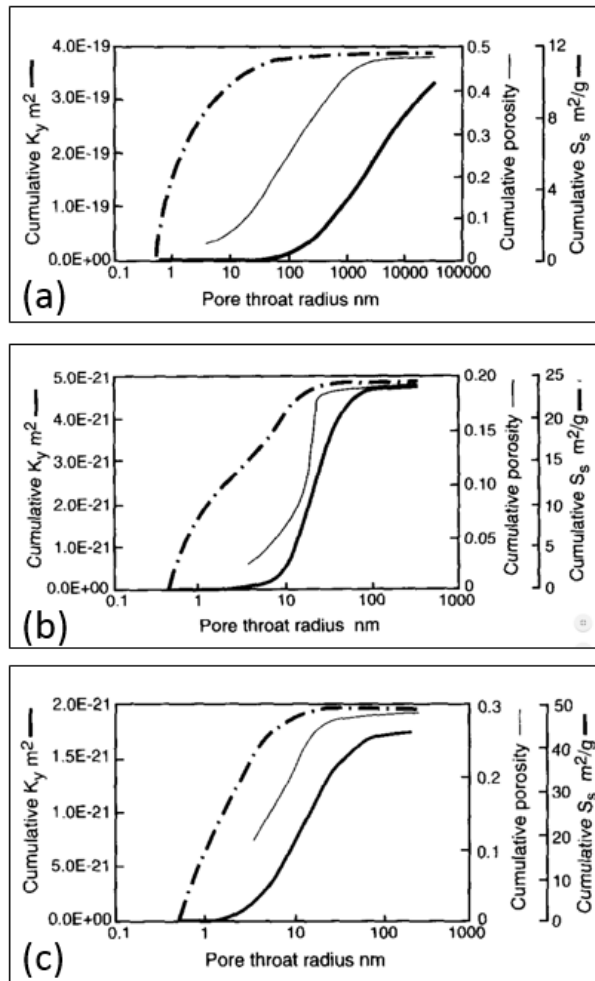 4.0E-19
3.0E-19
2.0E-19
1.0E-19
0.0E+00
Cumulative Ky m2
0.1
1
10
100
1000
10000
100000
Pore throat radius nm
0.5
0.4
0.3
0.2
0.1
0
Cumulative porosity
12
8
4
0
Cumulative Ss m2/g
(a)
5.0E-21
4.0E-21
3.0E-21
2.0E-21
1.0E-21
0.0E+00
Cumulative Ky m2
0.1
1
10
100
1000
Pore throat radius nm
0.20
0.15
0.10
0.05
0
Cumulative porosity
25
20
15
10
5
0
Cumulative Ss m2/g
(b)
2.0E-21
1.5E-21
1.0E-21
5.0E-21
0.0E+00
Cumulative Ky m2
0.1
1
10
100
1000
Pore throat radius nm
0.3
0.2
0.1
0
Cumulative porosity
50
40
30
20
10
0
Cumulative Ss m2/g
(c)